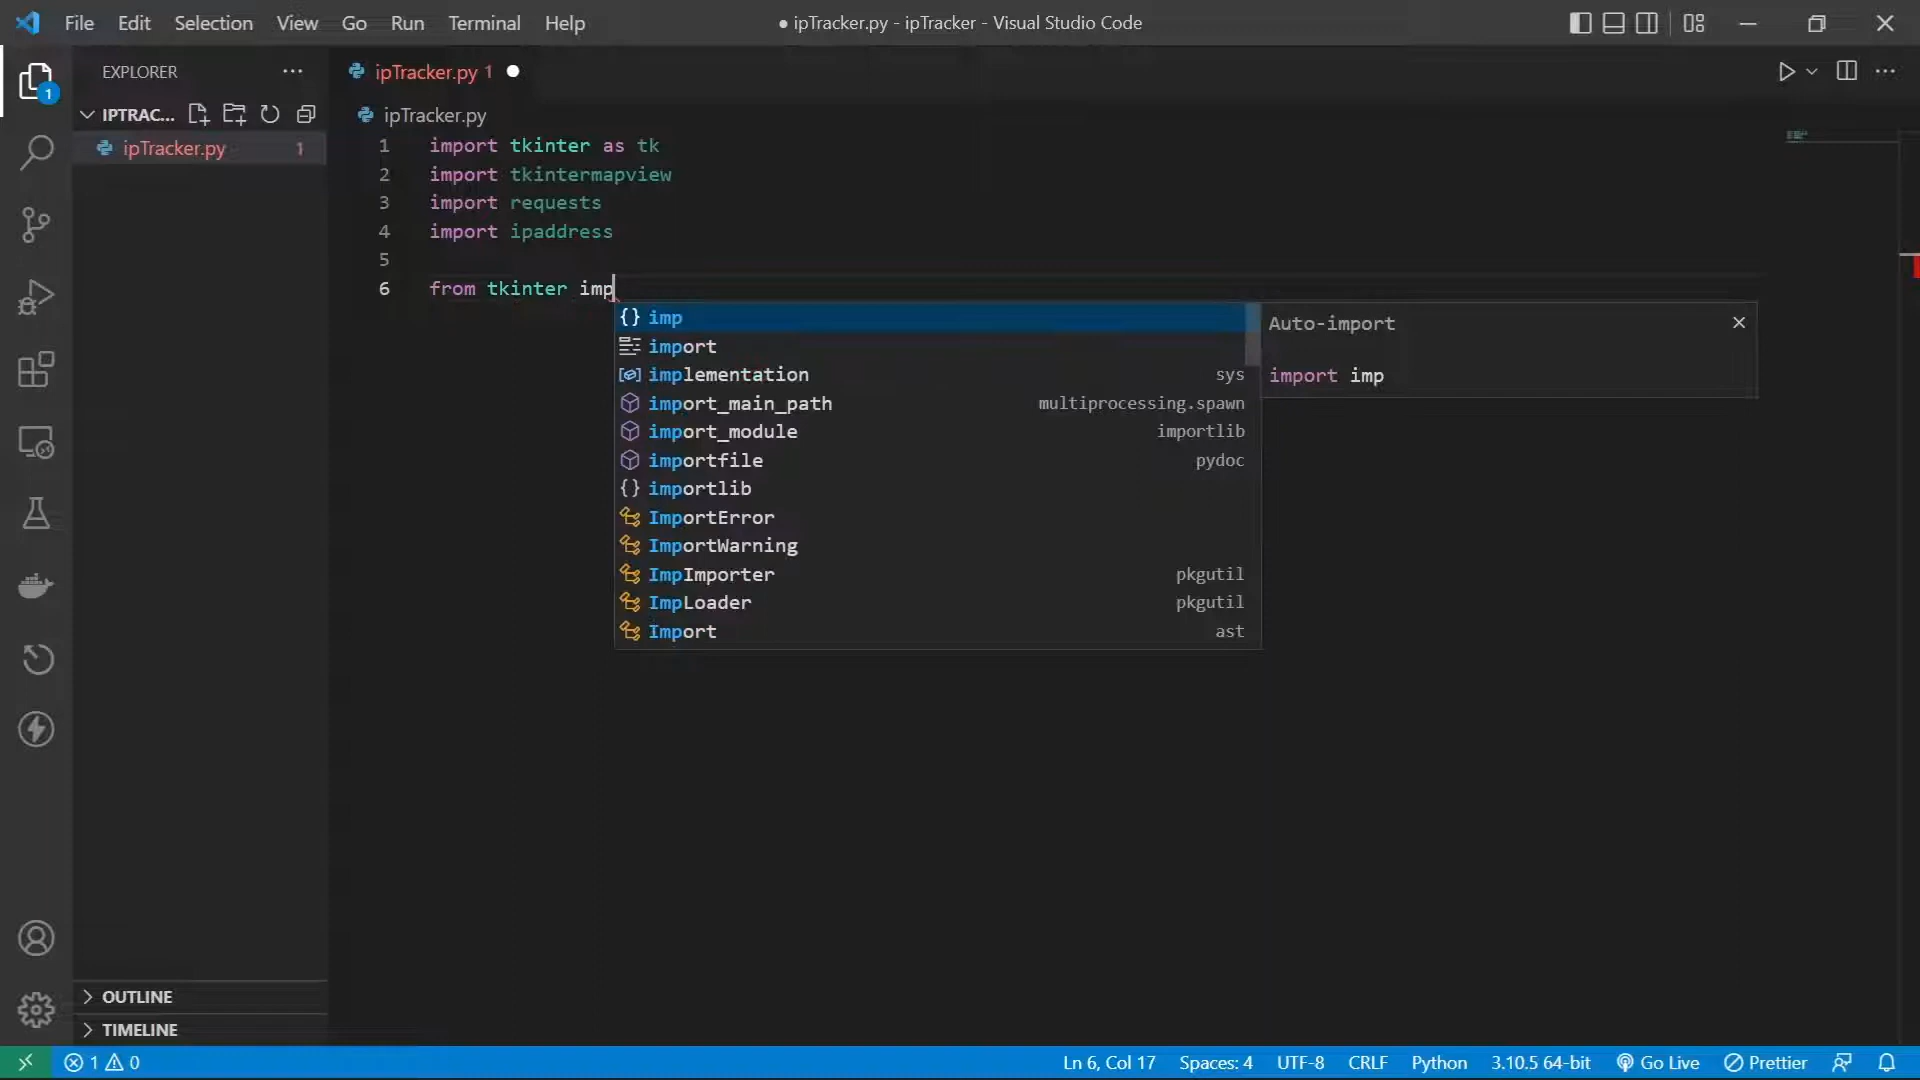 File Edit Selection View Go Run Terminal Help
● ipTracker.py - ipTracker - Visual Studio Code
EXPLORER
1
IPTRAC...
ipTracker.py 1
ipTracker.py 1
ipTracker.py
1 import tkinter as tk
2 import tkintermapview
3 import requests
4 import ipaddress
5
6 from tkinter imp
{} imp
import
implementation sys
import_main_path multiprocessing.spawn
import_module importlib
importfile pydoc
{} importlib
ImportError
ImportWarning
ImpImporter pkgutil
ImpLoader pkgutil
Import ast
Auto-import
import imp
OUTLINE
TIMELINE
1 0
Ln 6, Col 17 Spaces: 4 UTF-8 CRLF Python 3.10.5 64-bit Go Live Prettier